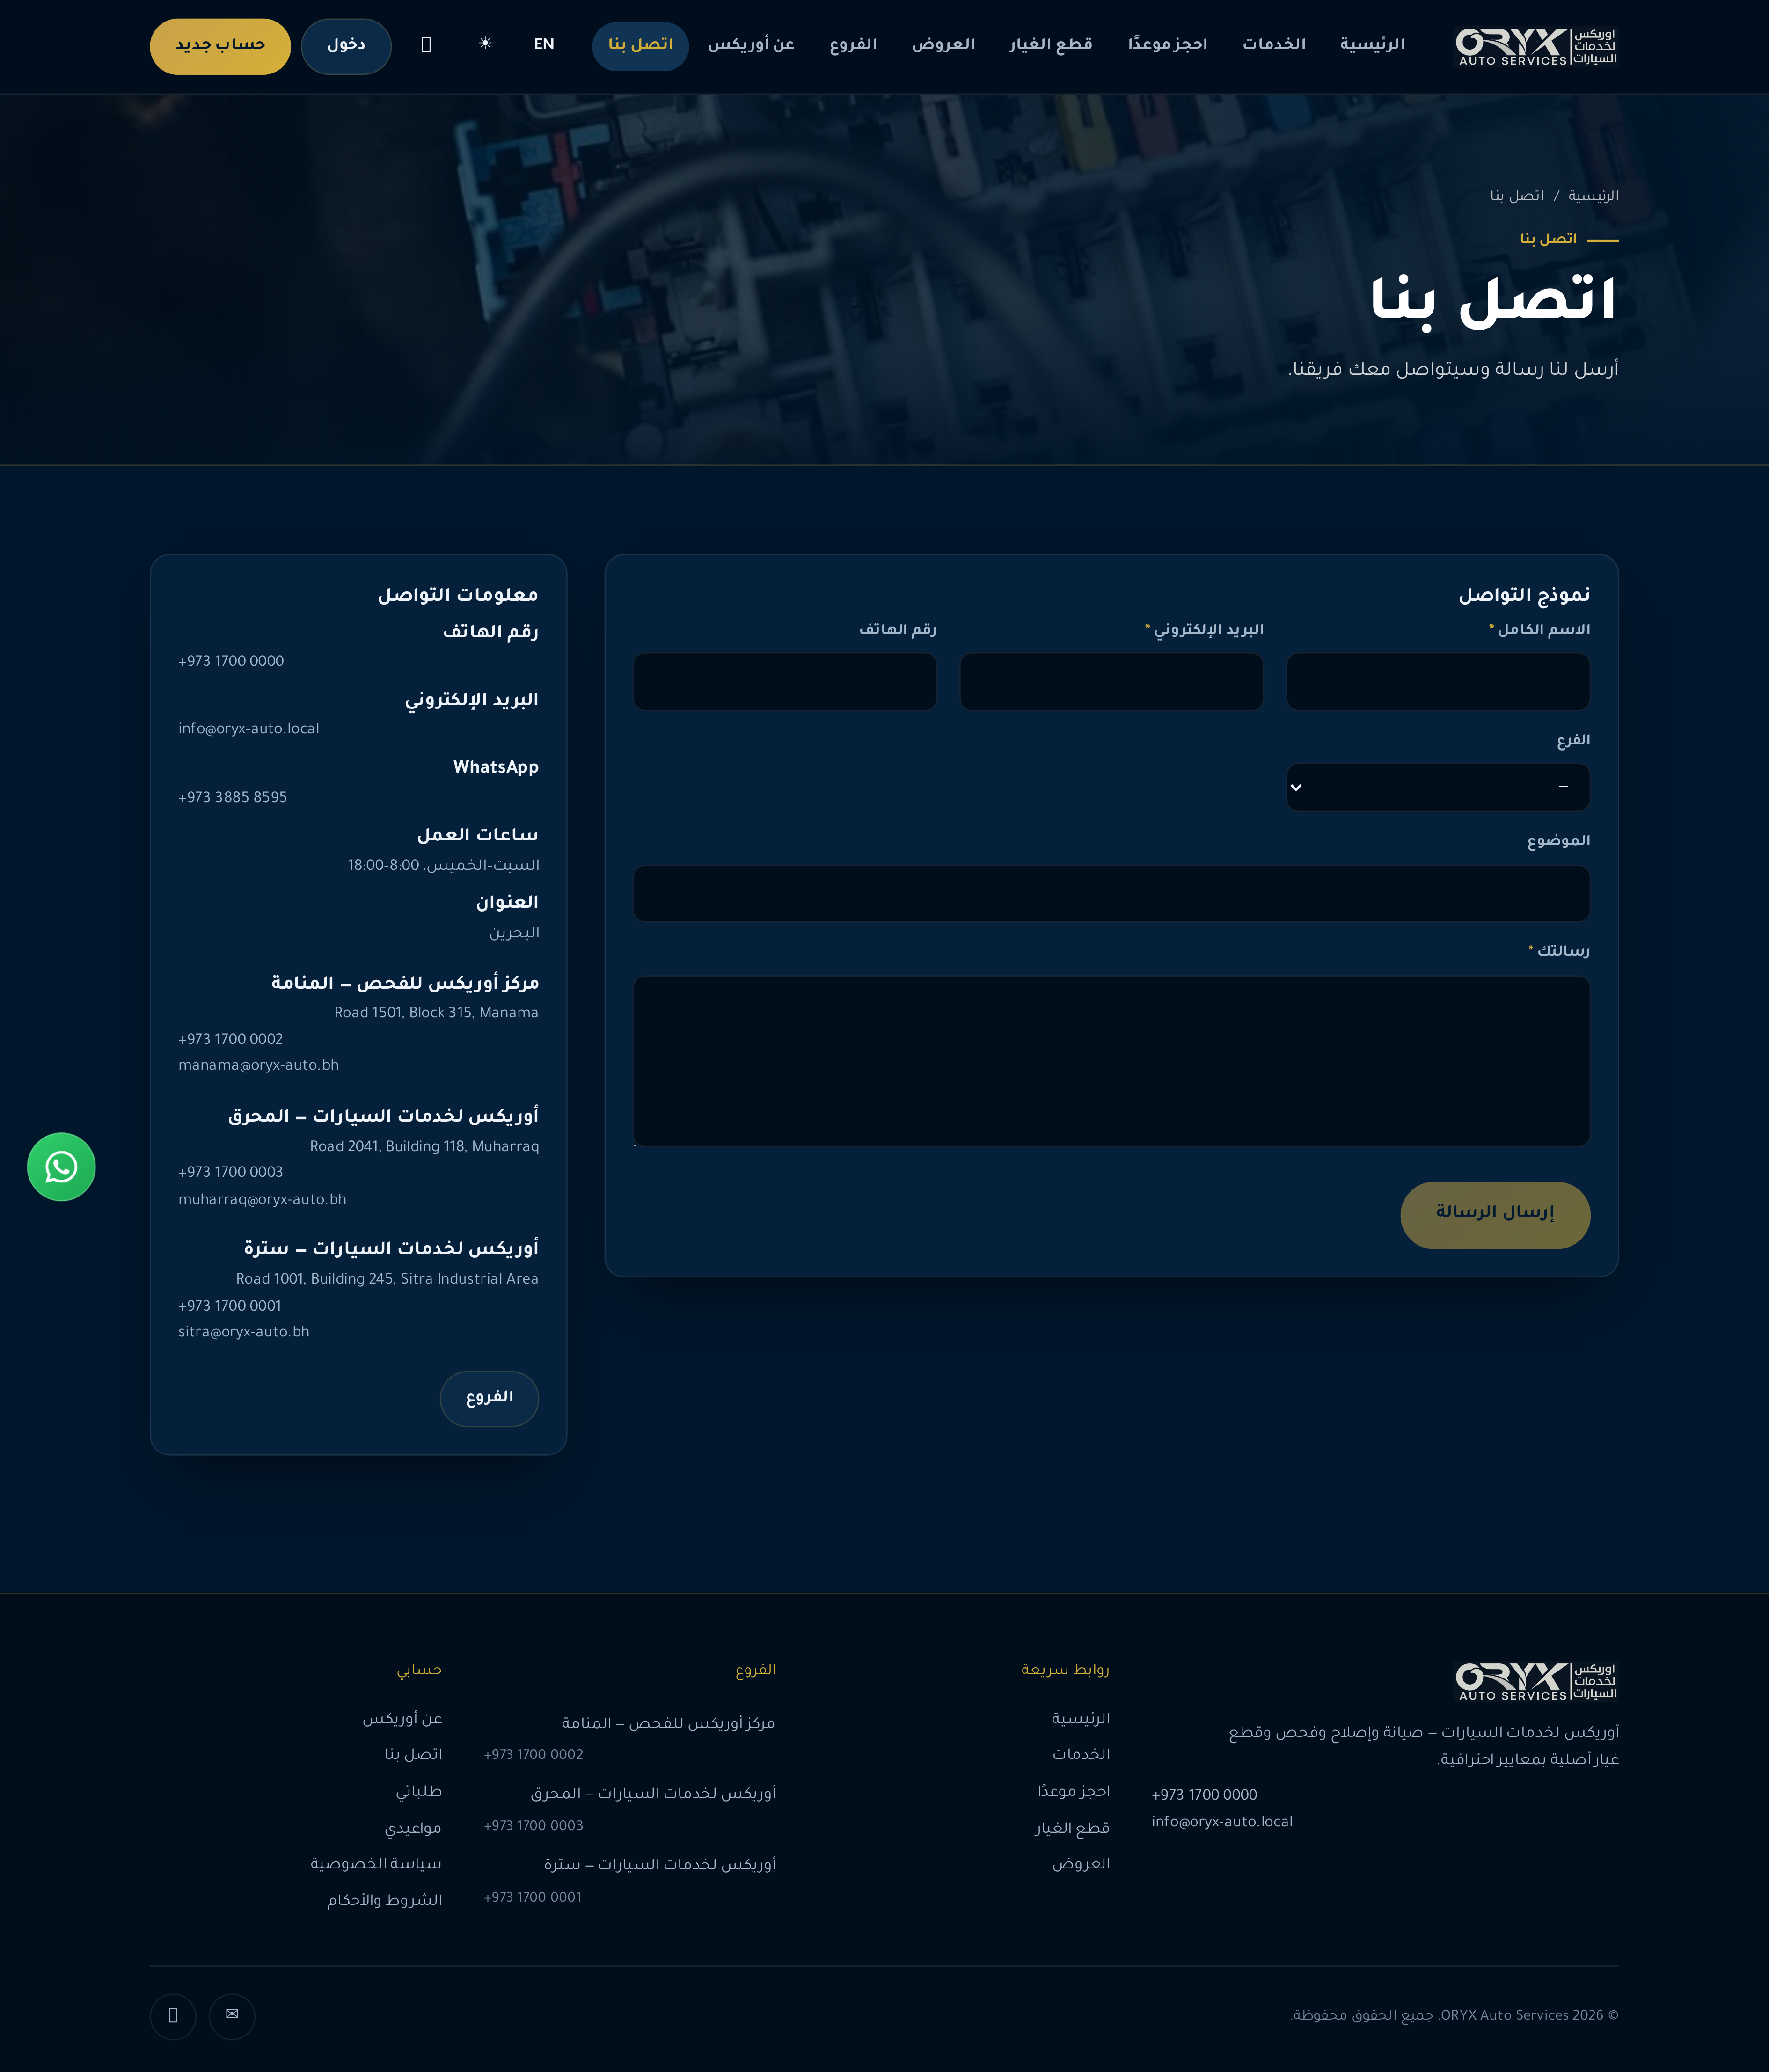 اوريكس
لخدمات
السيارات
ORYX
AUTO SERVICES
الرئيسية
الخدمات
احجز موعدًا
قطع الغيار
العروض
الفروع
عن أوريكس
اتصل بنا
EN
دخول
حساب جديد
الرئيسية / اتصل بنا
اتصل بنا
اتصل بنا
أرسل لنا رسالة وسيتواصل معك فريقنا.
نموذج التواصل
الاسم الكامل *
البريد الإلكتروني *
رقم الهاتف
الفرع
—
الموضوع
رسالتك *
إرسال الرسالة
معلومات التواصل
رقم الهاتف
+973 1700 0000
البريد الإلكتروني
info@oryx-auto.local
WhatsApp
+973 3885 8595
ساعات العمل
السبت–الخميس، 8:00–18:00
العنوان
البحرين
مركز أوريكس للفحص — المنامة
Road 1501, Block 315, Manama
+973 1700 0002
manama@oryx-auto.bh
أوريكس لخدمات السيارات — المحرق
Road 2041, Building 118, Muharraq
+973 1700 0003
muharraq@oryx-auto.bh
أوريكس لخدمات السيارات — سترة
Road 1001, Building 245, Sitra Industrial Area
+973 1700 0001
sitra@oryx-auto.bh
الفروع
اوريكس
لخدمات
السيارات
ORYX
AUTO SERVICES
أوريكس لخدمات السيارات — صيانة وإصلاح وفحص وقطع
غيار أصلية بمعايير احترافية.
+973 1700 0000
info@oryx-auto.local
روابط سريعة
الرئيسية
الخدمات
احجز موعدًا
قطع الغيار
العروض
الفروع
مركز أوريكس للفحص — المنامة
+973 1700 0002
أوريكس لخدمات السيارات — المحرق
+973 1700 0003
أوريكس لخدمات السيارات — سترة
+973 1700 0001
حسابي
عن أوريكس
اتصل بنا
طلباتي
مواعيدي
سياسة الخصوصية
الشروط والأحكام
© 2026 ORYX Auto Services. جميع الحقوق محفوظة.